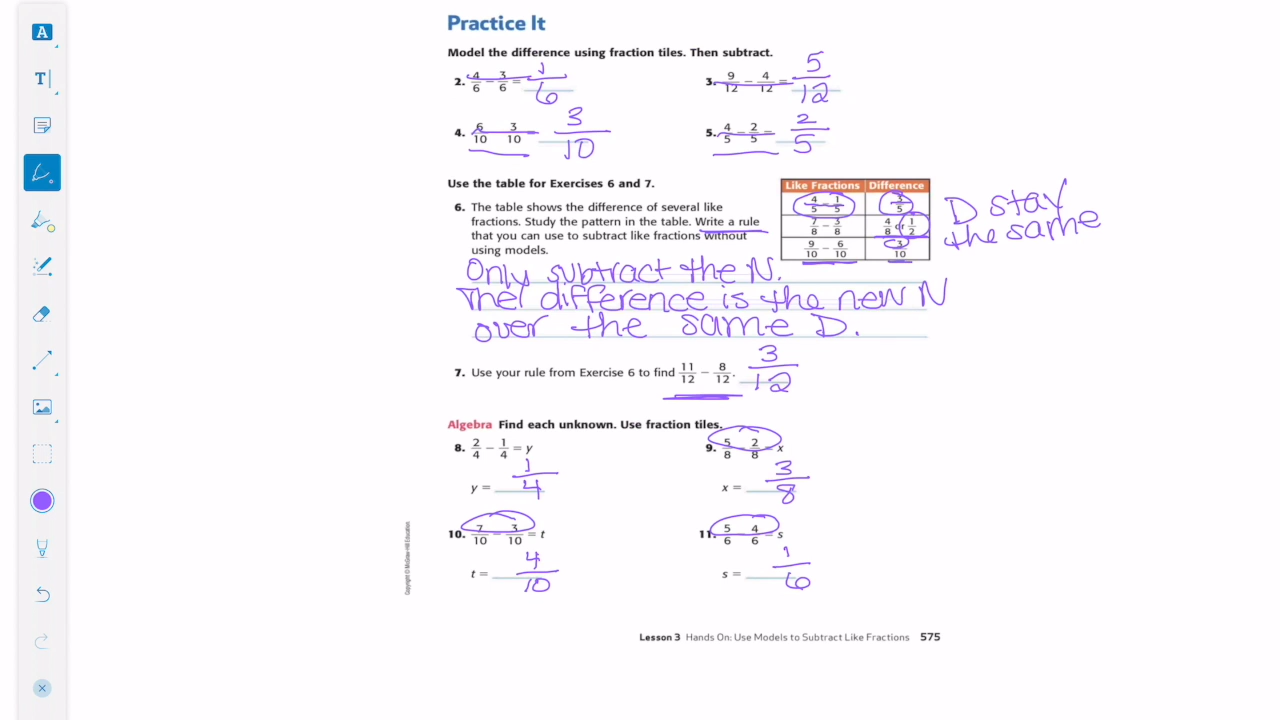 Practice It
Model the difference using fraction tiles. Then subtract.
2. 4/6 − 3/6 = 1/6
3. 9/12 − 4/12 = 5/12
4. 6/10 − 3/10 = 3/10
5. 4/5 − 2/5 = 2/5
Use the table for Exercises 6 and 7.
6. The table shows the difference of several like
fractions. Study the pattern in the table. Write a rule
that you can use to subtract like fractions without
using models.
Like Fractions Difference
4/5 − 1/5 3/5
7/8 − 3/8 4/8 or 1/2
9/10 − 6/10 3/10
D stay
the same
Only subtract the N.
The difference is the new N
over the same D.
7. Use your rule from Exercise 6 to find 11/12 − 8/12. 3/12
Algebra Find each unknown. Use fraction tiles.
8. 2/4 − 1/4 = y
y = 1/4
9. 5/8 − 2/8 = x
x = 3/8
10. 7/10 − 3/10 = t
t = 4/10
11. 5/6 − 4/6 = s
s = 1/6
Copyright © McGraw-Hill Education
Lesson 3 Hands On: Use Models to Subtract Like Fractions 575
A
T